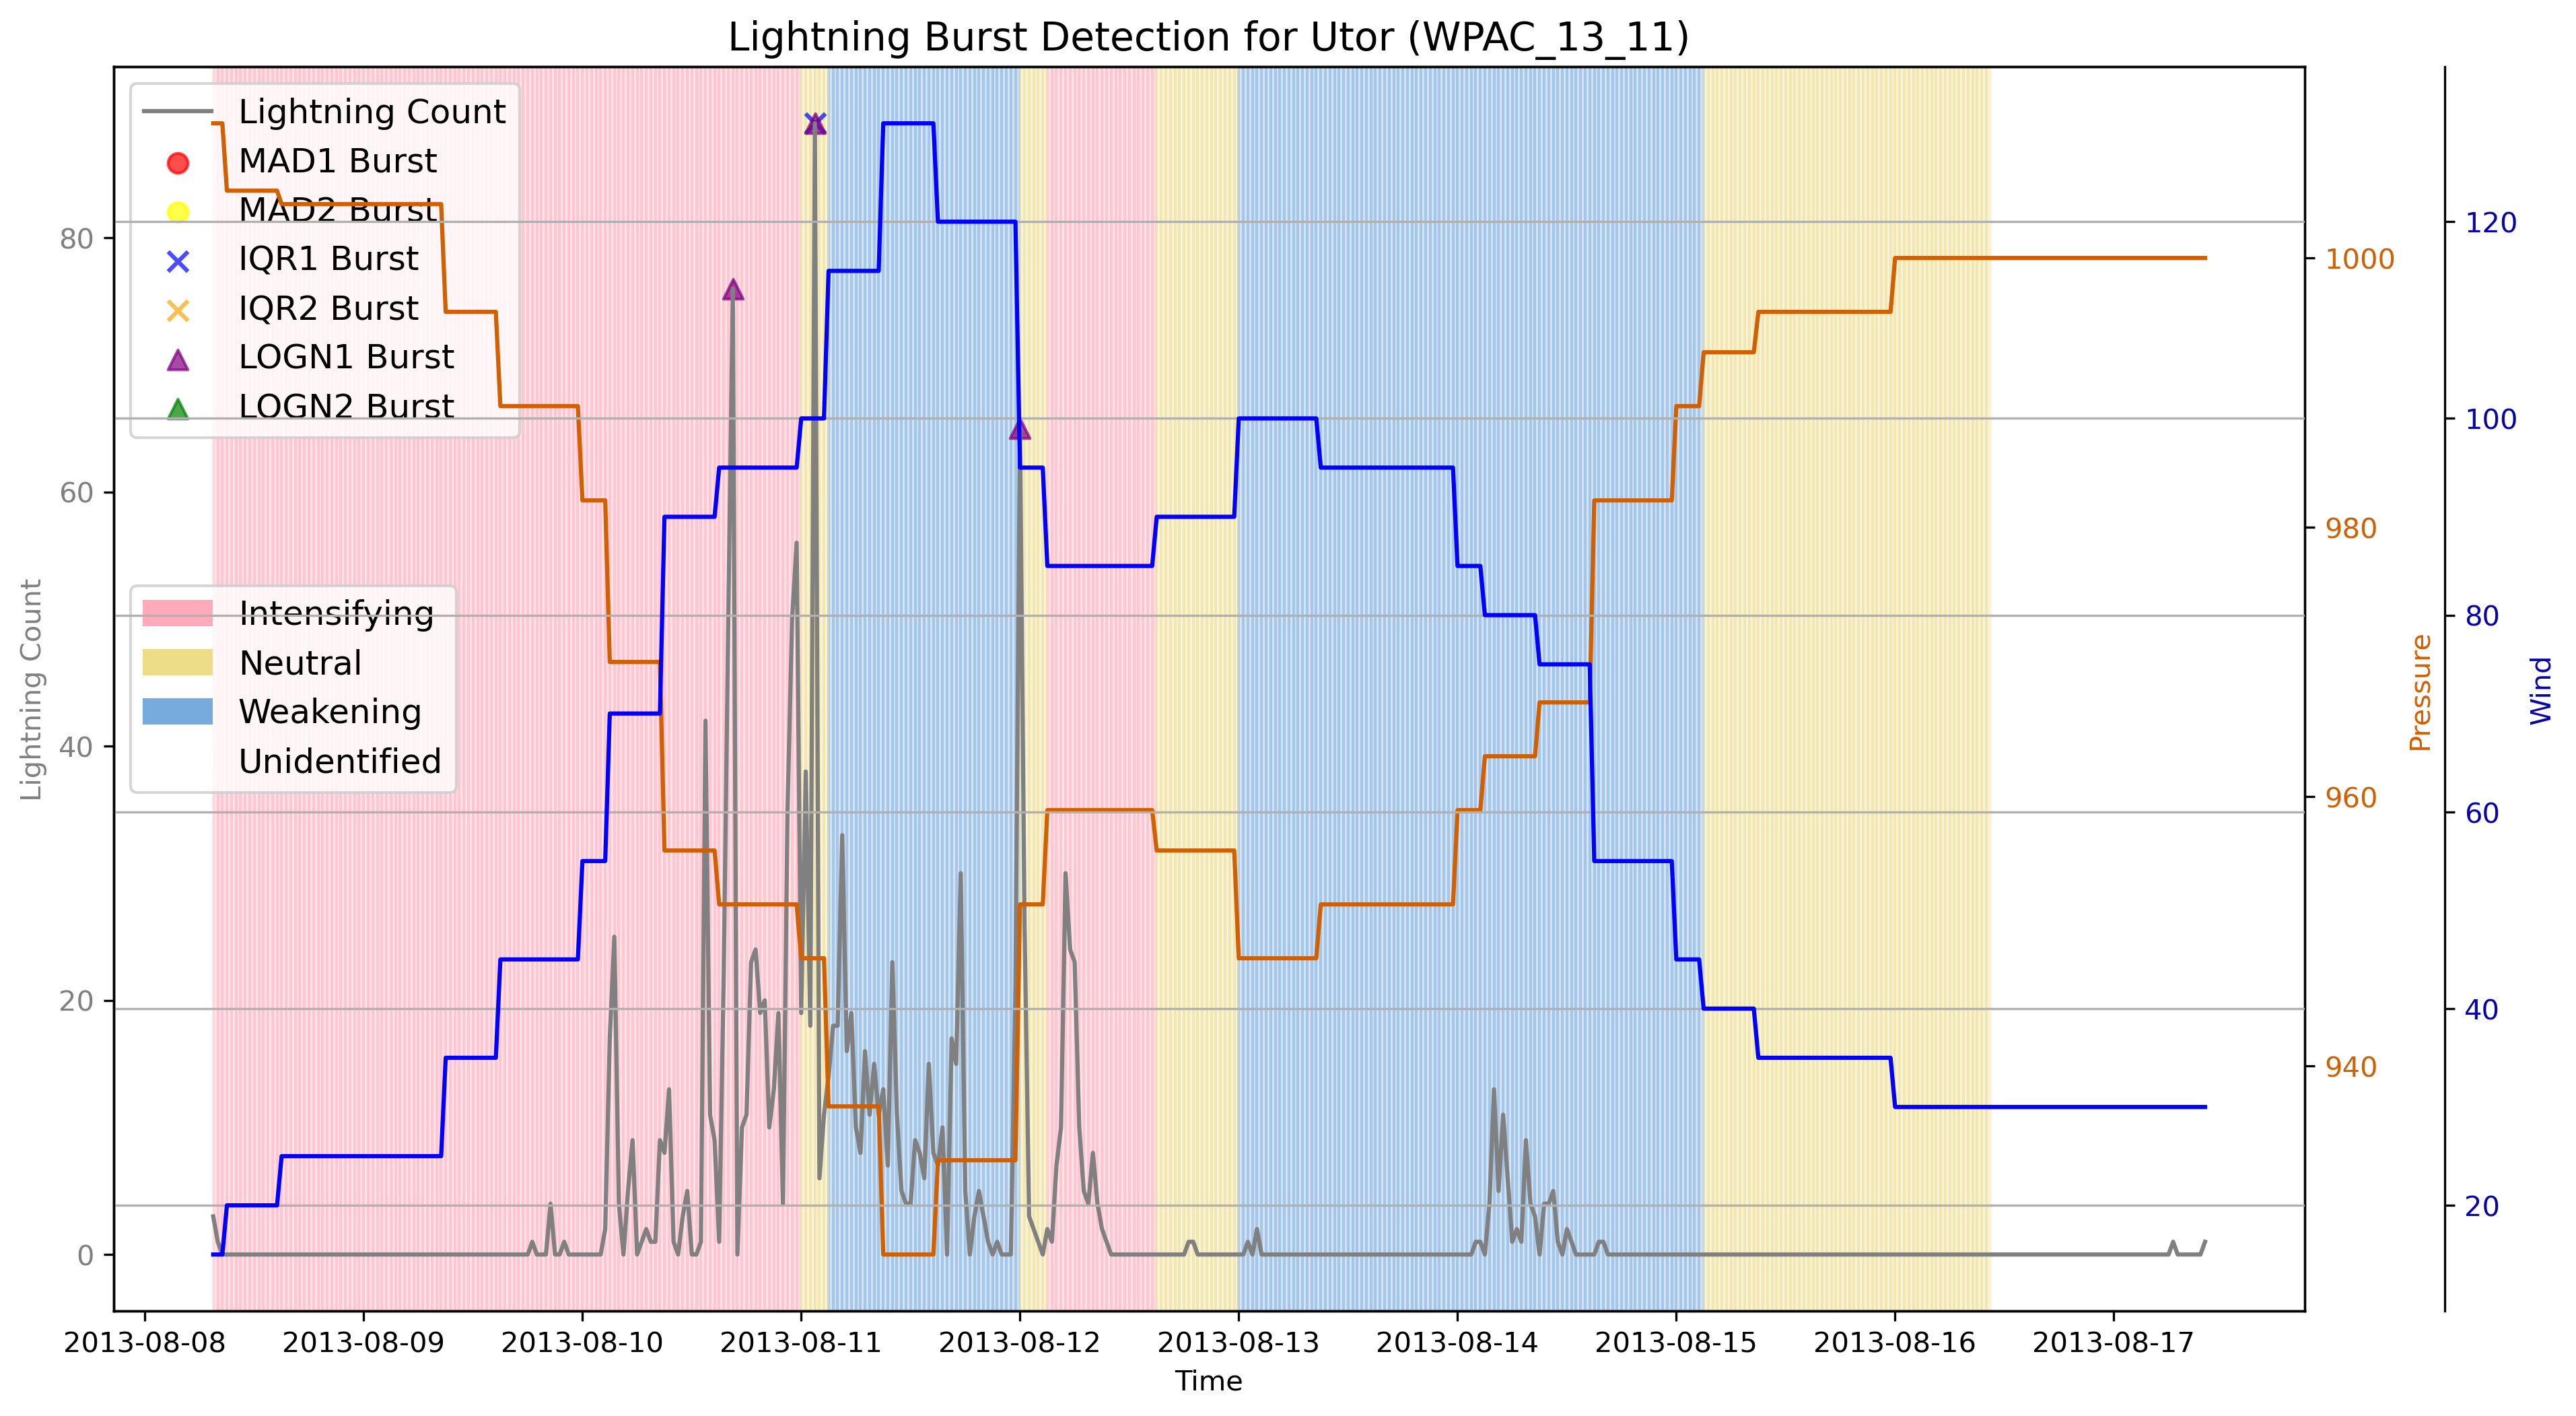 Lightning Burst Detection for Utor (WPAC_13_11)
Lightning Count
MAD1 Burst
MAD2 Burst
IQR1 Burst
IQR2 Burst
LOGN1 Burst
LOGN2 Burst
Intensifying
Neutral
Weakening
Unidentified
Lightning Count
80
60
40
20
0
1000
980
960
940
Pressure
120
100
80
60
40
20
Wind
2013-08-08 2013-08-09 2013-08-10 2013-08-11 2013-08-12 2013-08-13 2013-08-14 2013-08-15 2013-08-16 2013-08-17
Time